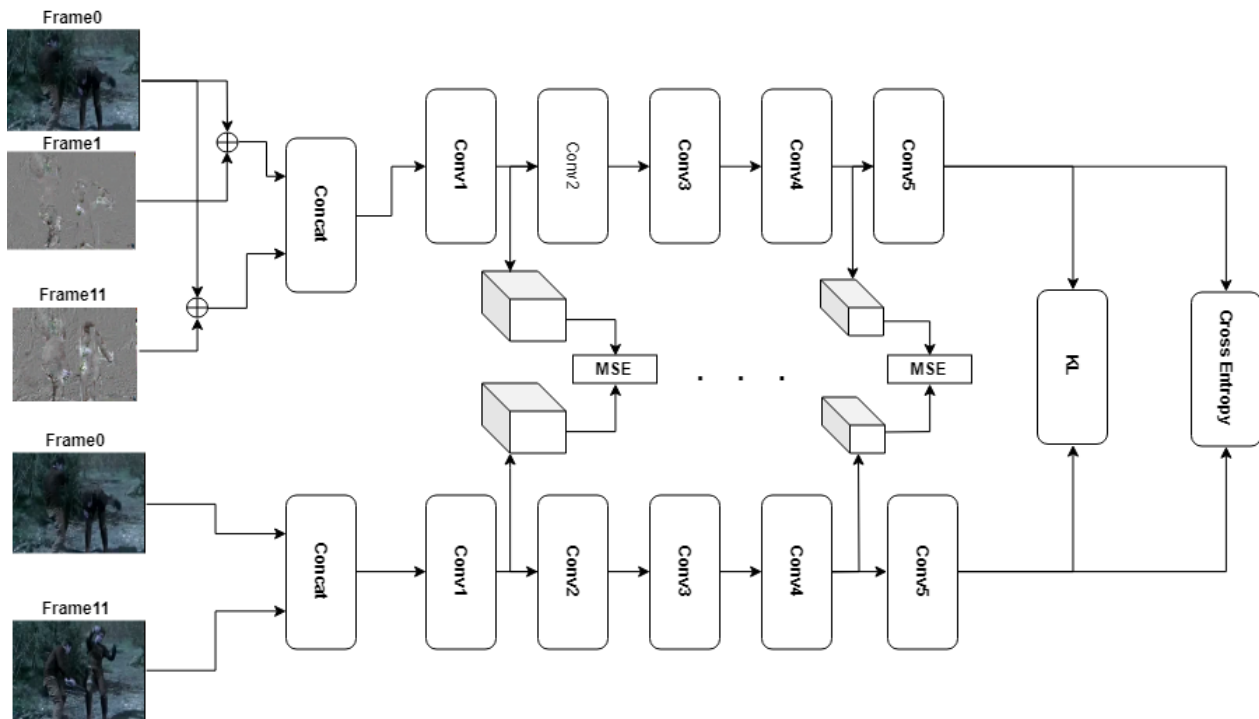 Frame0
Frame1
Frame11
Concat
Conv1
Conv2
Conv3
Conv4
Conv5
MSE
. . .
MSE
KL
Cross Entropy
Frame0
Frame11
Concat
Conv1
Conv2
Conv3
Conv4
Conv5